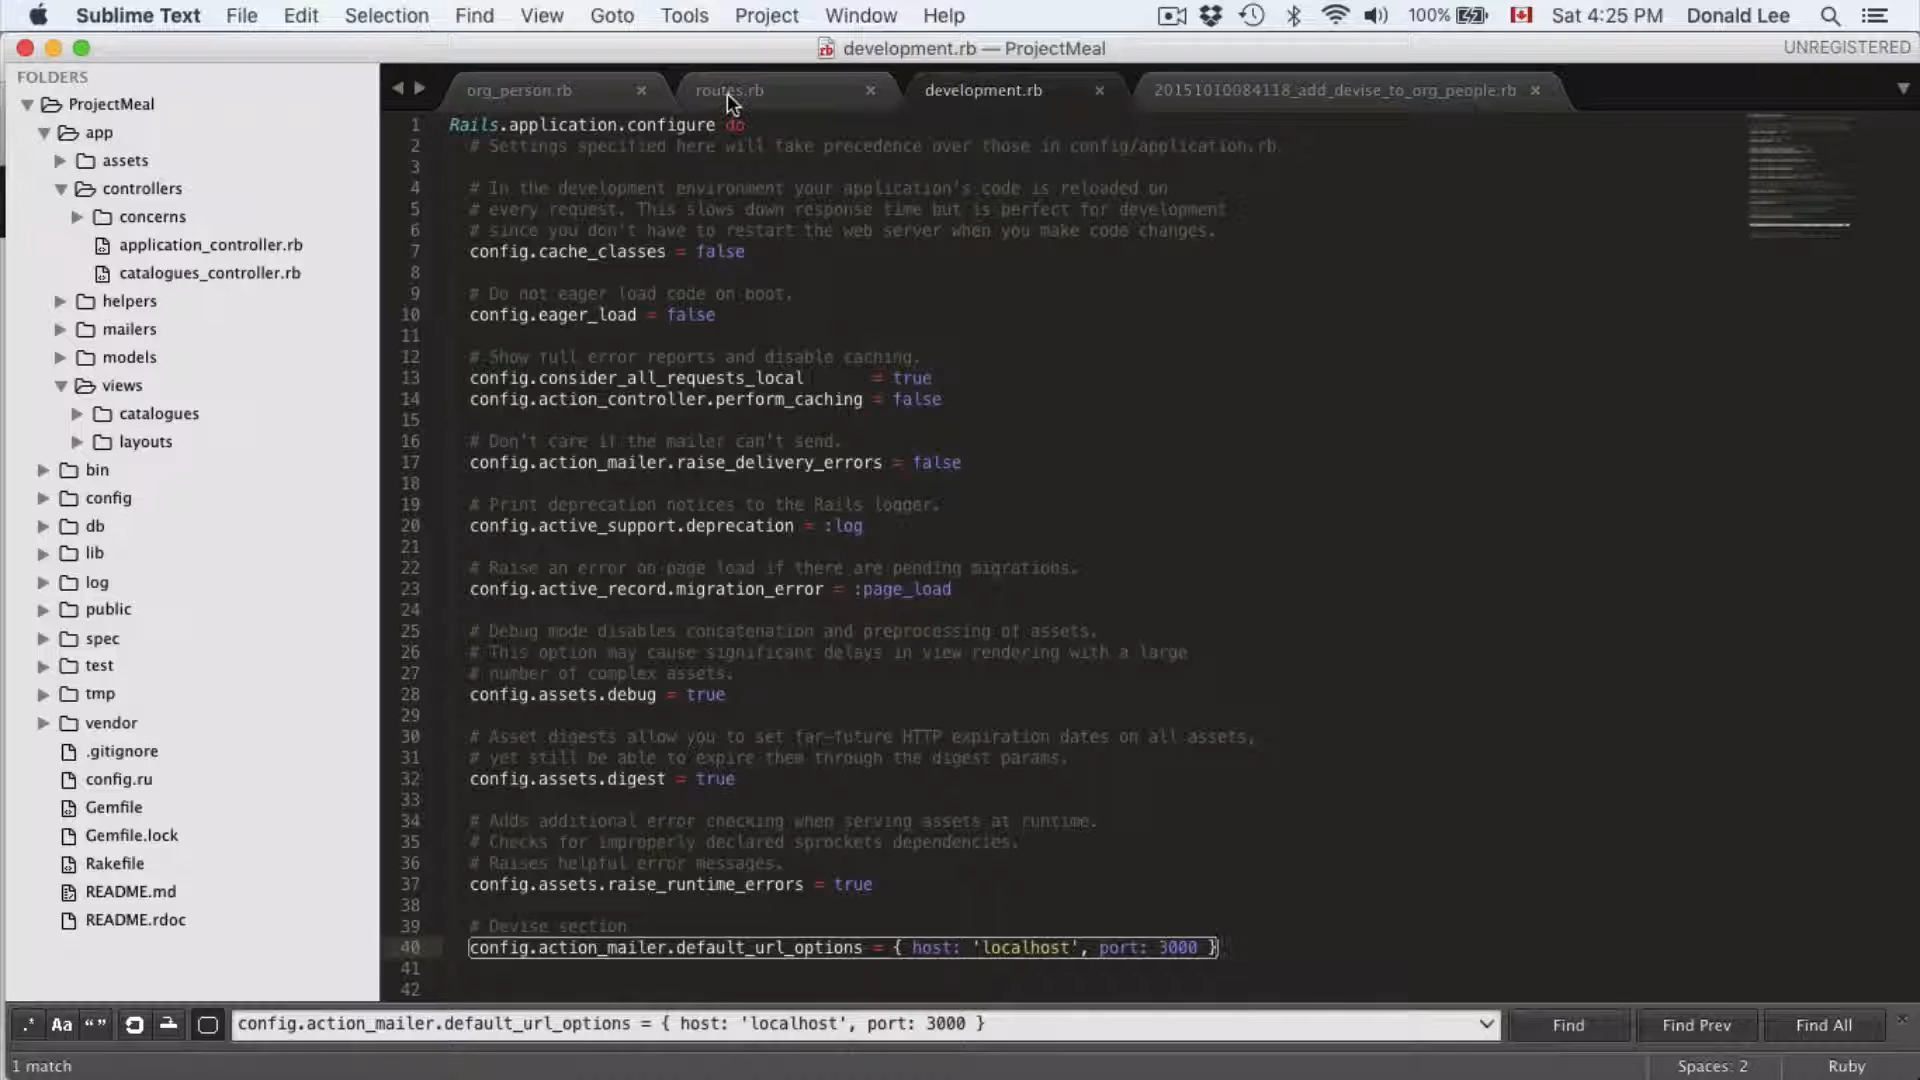 Sublime Text File Edit Selection Find View Goto Tools Project Window Help 100% Sat 4:25 PM Donald Lee
development.rb — ProjectMeal UNREGISTERED
FOLDERS
ProjectMeal
app
assets
controllers
concerns
application_controller.rb
catalogues_controller.rb
helpers
mailers
models
views
catalogues
layouts
bin
config
db
lib
log
public
spec
test
tmp
vendor
.gitignore
config.ru
Gemfile
Gemfile.lock
Rakefile
README.md
README.rdoc
org_person.rb routes.rb development.rb 20151010084118_add_devise_to_org_people.rb
1 Rails.application.configure do
2 # Settings specified here will take precedence over those in config/application.rb.
3
4 # In the development environment your application's code is reloaded on
5 # every request. This slows down response time but is perfect for development
6 # since you don't have to restart the web server when you make code changes.
7 config.cache_classes = false
8
9 # Do not eager load code on boot.
10 config.eager_load = false
11
12 # Show full error reports and disable caching.
13 config.consider_all_requests_local = true
14 config.action_controller.perform_caching = false
15
16 # Don't care if the mailer can't send.
17 config.action_mailer.raise_delivery_errors = false
18
19 # Print deprecation notices to the Rails logger.
20 config.active_support.deprecation = :log
21
22 # Raise an error on page load if there are pending migrations.
23 config.active_record.migration_error = :page_load
24
25 # Debug mode disables concatenation and preprocessing of assets.
26 # This option may cause significant delays in view rendering with a large
27 # number of complex assets.
28 config.assets.debug = true
29
30 # Asset digests allow you to set far-future HTTP expiration dates on all assets,
31 # yet still be able to expire them through the digest params.
32 config.assets.digest = true
33
34 # Adds additional error checking when serving assets at runtime.
35 # Checks for improperly declared sprockets dependencies.
36 # Raises helpful error messages.
37 config.assets.raise_runtime_errors = true
38
39 # Devise section
40 config.action_mailer.default_url_options = { host: 'localhost', port: 3000 }
41
42
.* Aa “” config.action_mailer.default_url_options = { host: 'localhost', port: 3000 } Find Find Prev Find All
1 match Spaces: 2 Ruby